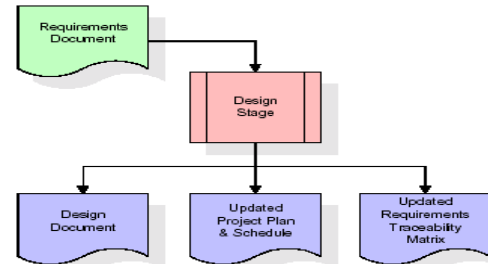 Requirements
Document
Design
Stage
Design
Document
Updated
Project Plan
& Schedule
Updated
Requirements
Traceability
Matrix